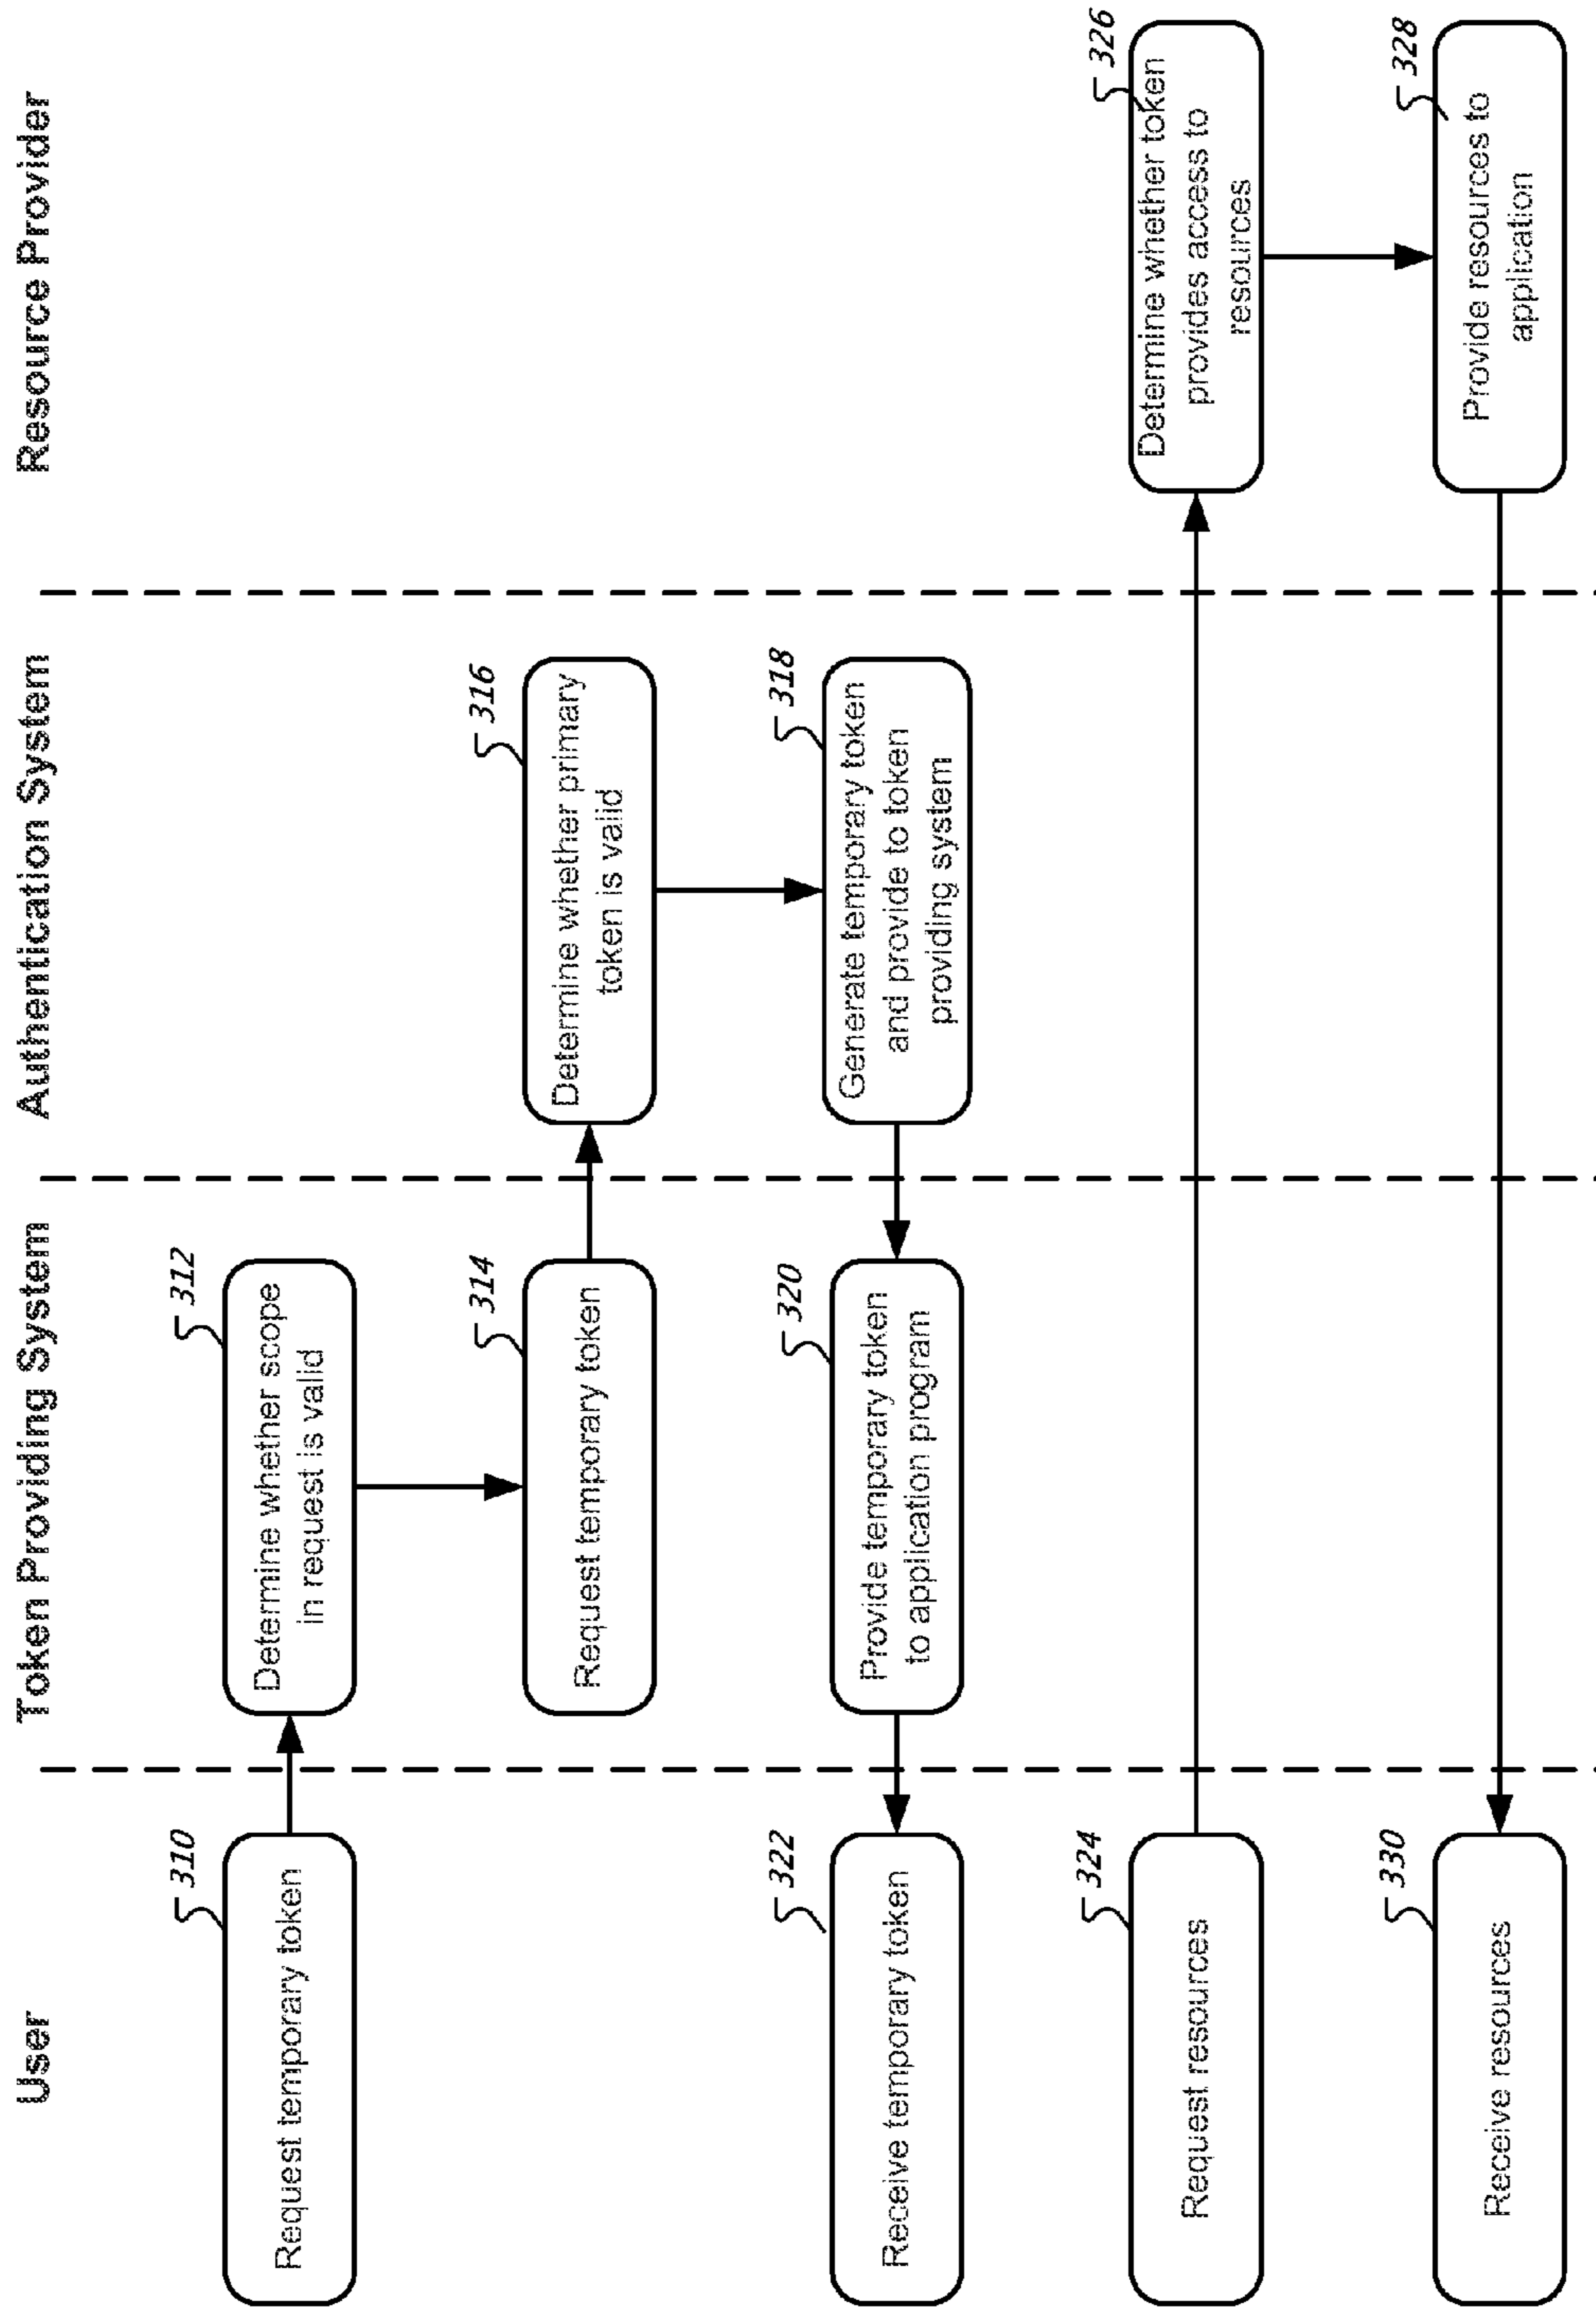 User
Token Providing System
Authentication System
Resource Provider
310
Request temporary token
312
Determine whether scope
in request is valid
314
Request temporary token
316
Determine whether primary
token is valid
318
Generate temporary token
and provide to token
providing system
320
Provide temporary token
to application program
322
Receive temporary token
324
Request resources
326
Determine whether token
provides access to
resources
328
Provide resources to
application
330
Receive resources